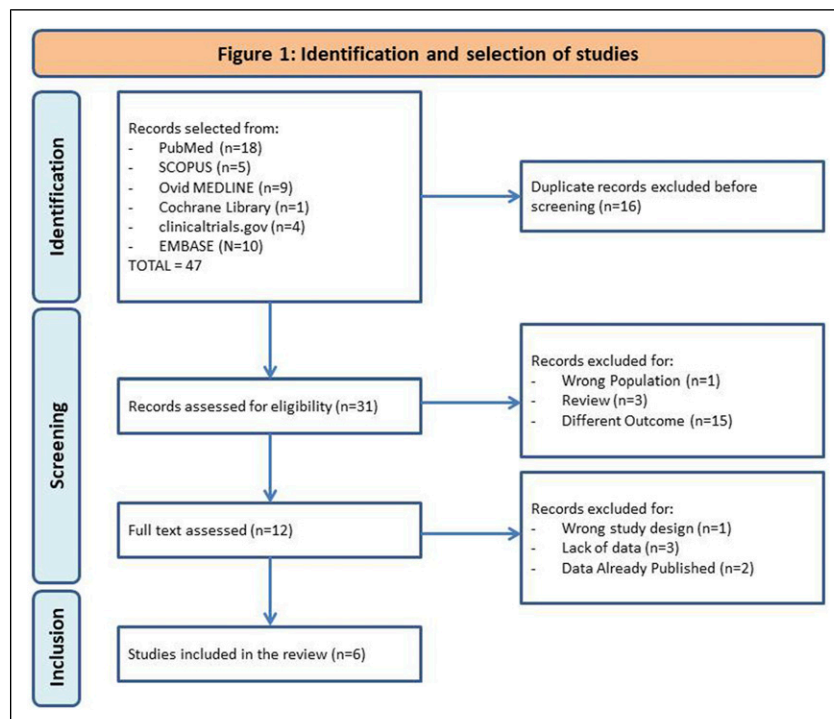 Figure 1: Identification and selection of studies
Identification
Records selected from:
- PubMed (n=18)
- SCOPUS (n=5)
- Ovid MEDLINE (n=9)
- Cochrane Library (n=1)
- clinicaltrials.gov (n=4)
- EMBASE (N=10)
TOTAL = 47
Duplicate records excluded before
screening (n=16)
Screening
Records assessed for eligibility (n=31)
Records excluded for:
- Wrong Population (n=1)
- Review (n=3)
- Different Outcome (n=15)
Full text assessed (n=12)
Records excluded for:
- Wrong study design (n=1)
- Lack of data (n=3)
- Data Already Published (n=2)
Inclusion
Studies included in the review (n=6)